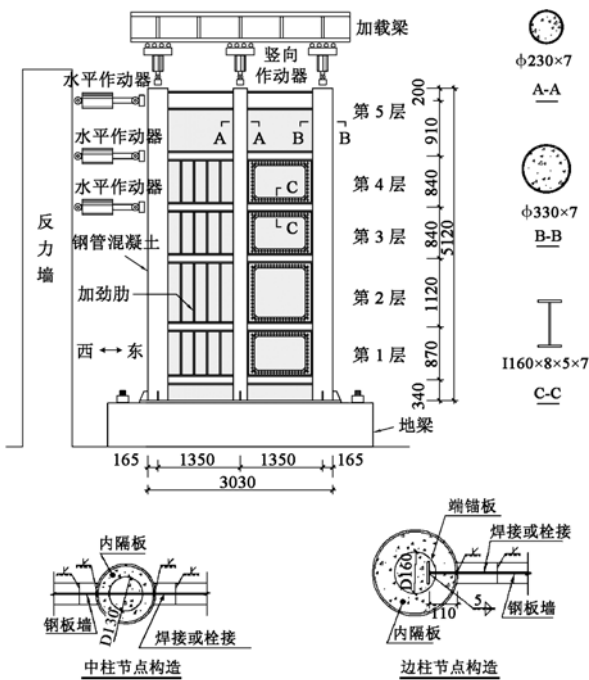 加载梁
竖向
作动器
水平作动器
水平作动器
水平作动器
反力墙
钢管混凝土
加劲肋
西
东
A
A
B
B
C
C
第5层
第4层
第3层
第2层
第1层
200
910
840
840
1120
870
340
5120
地梁
165
1350
1350
165
3030
ϕ230×7
A-A
ϕ330×7
B-B
I160×8×5×7
C-C
内隔板
钢板墙
D130
焊接或栓接
中柱节点构造
端锚板
焊接或栓接
D160
5
110
钢板墙
内隔板
边柱节点构造